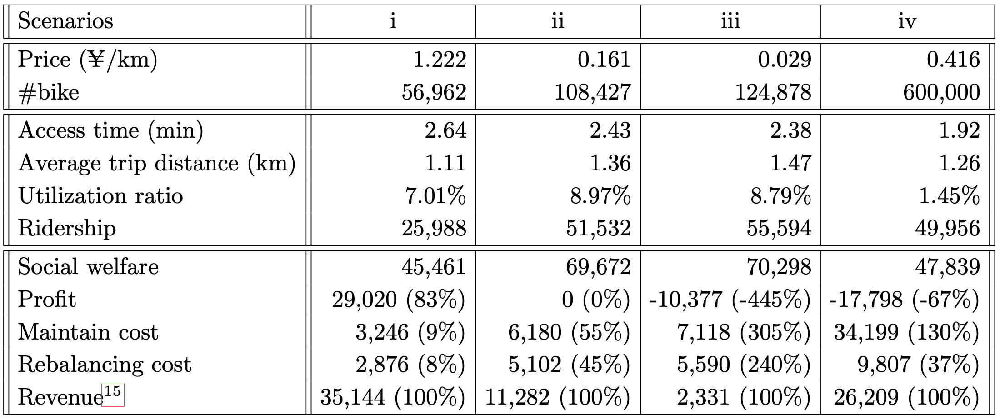 Scenarios i ii iii iv
Price (¥/km) 1.222 0.161 0.029 0.416
#bike 56,962 108,427 124,878 600,000
Access time (min) 2.64 2.43 2.38 1.92
Average trip distance (km) 1.11 1.36 1.47 1.26
Utilization ratio 7.01% 8.97% 8.79% 1.45%
Ridership 25,988 51,532 55,594 49,956
Social welfare 45,461 69,672 70,298 47,839
Profit 29,020 (83%) 0 (0%) -10,377 (-445%) -17,798 (-67%)
Maintain cost 3,246 (9%) 6,180 (55%) 7,118 (305%) 34,199 (130%)
Rebalancing cost 2,876 (8%) 5,102 (45%) 5,590 (240%) 9,807 (37%)
Revenue15 35,144 (100%) 11,282 (100%) 2,331 (100%) 26,209 (100%)